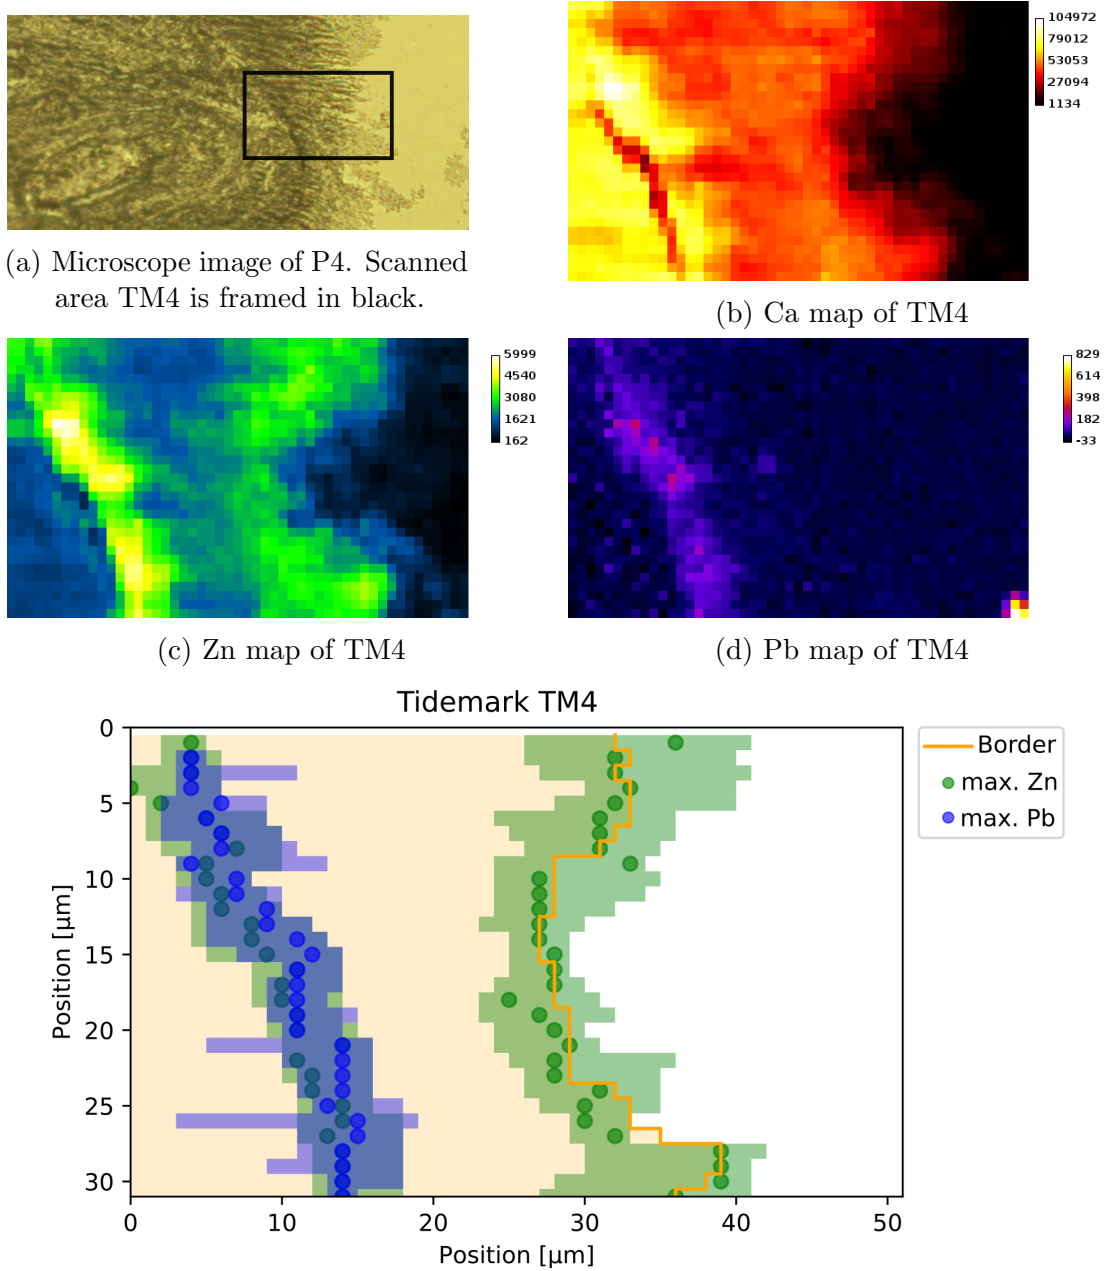 104972
79012
53053
27094
1134
(a) Microscope image of P4. Scanned
area TM4 is framed in black.
(b) Ca map of TM4
5999
4540
3080
1621
162
829
614
398
182
-33
(c) Zn map of TM4
(d) Pb map of TM4
Tidemark TM4
0
5
10
15
20
25
30
Position [µm]
0
10
20
30
40
50
Position [µm]
Border
max. Zn
max. Pb